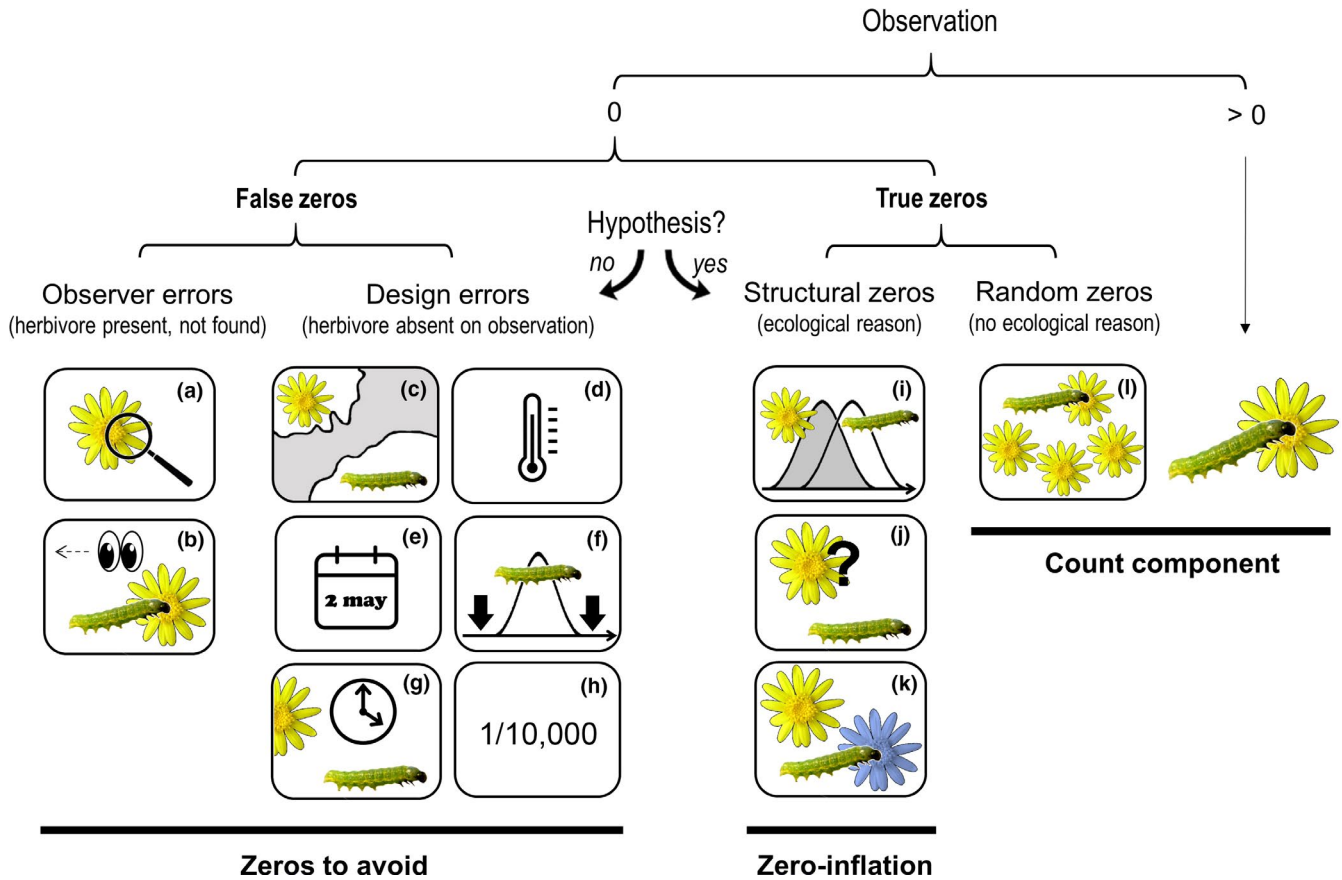 Observation
0
> 0
False zeros
True zeros
Hypothesis?
no
yes
Observer errors
(herbivore present, not found)
Design errors
(herbivore absent on observation)
Structural zeros
(ecological reason)
Random zeros
(no ecological reason)
(a)
(c)
(d)
(i)
(l)
(b)
(e)
2 may
(f)
(j)
?
Count component
(g)
(h)
1/10,000
(k)
Zeros to avoid
Zero-inflation